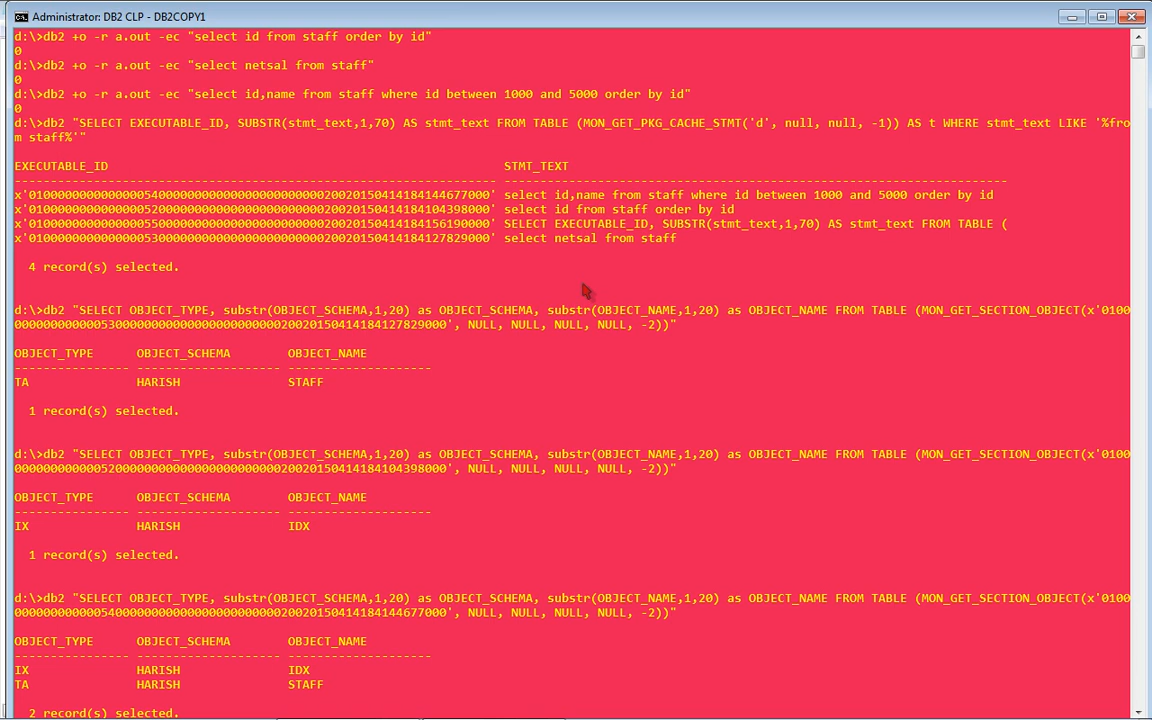 Administrator: DB2 CLP - DB2COPY1
d:\>db2 +o -r a.out -ec "select id from staff order by id"
0
d:\>db2 +o -r a.out -ec "select netsal from staff"
0
d:\>db2 +o -r a.out -ec "select id,name from staff where id between 1000 and 5000 order by id"
0
d:\>db2 "SELECT EXECUTABLE_ID, SUBSTR(stmt_text,1,70) AS stmt_text FROM TABLE (MON_GET_PKG_CACHE_STMT('d', null, null, -1)) AS t WHERE stmt_text LIKE '%fro
m staff%'"
EXECUTABLE_ID STMT_TEXT
------------------------------------------------------------------- ----------------------------------------------------------------------
x'0100000000000000540000000000000000000000020020150414184144677000' select id,name from staff where id between 1000 and 5000 order by id
x'0100000000000000520000000000000000000000020020150414184104398000' select id from staff order by id
x'0100000000000000550000000000000000000000020020150414184156190000' SELECT EXECUTABLE_ID, SUBSTR(stmt_text,1,70) AS stmt_text FROM TABLE (
x'0100000000000000530000000000000000000000020020150414184127829000' select netsal from staff
4 record(s) selected.
d:\>db2 "SELECT OBJECT_TYPE, substr(OBJECT_SCHEMA,1,20) as OBJECT_SCHEMA, substr(OBJECT_NAME,1,20) as OBJECT_NAME FROM TABLE (MON_GET_SECTION_OBJECT(x'0100
000000000000530000000000000000000000020020150414184127829000', NULL, NULL, NULL, NULL, -2))"
OBJECT_TYPE OBJECT_SCHEMA OBJECT_NAME
---------------- -------------------- --------------------
TA HARISH STAFF
1 record(s) selected.
d:\>db2 "SELECT OBJECT_TYPE, substr(OBJECT_SCHEMA,1,20) as OBJECT_SCHEMA, substr(OBJECT_NAME,1,20) as OBJECT_NAME FROM TABLE (MON_GET_SECTION_OBJECT(x'0100
000000000000520000000000000000000000020020150414184104398000', NULL, NULL, NULL, NULL, -2))"
OBJECT_TYPE OBJECT_SCHEMA OBJECT_NAME
---------------- -------------------- --------------------
IX HARISH IDX
1 record(s) selected.
d:\>db2 "SELECT OBJECT_TYPE, substr(OBJECT_SCHEMA,1,20) as OBJECT_SCHEMA, substr(OBJECT_NAME,1,20) as OBJECT_NAME FROM TABLE (MON_GET_SECTION_OBJECT(x'0100
000000000000540000000000000000000000020020150414184144677000', NULL, NULL, NULL, NULL, -2))"
OBJECT_TYPE OBJECT_SCHEMA OBJECT_NAME
---------------- -------------------- --------------------
IX HARISH IDX
TA HARISH STAFF
2 record(s) selected.